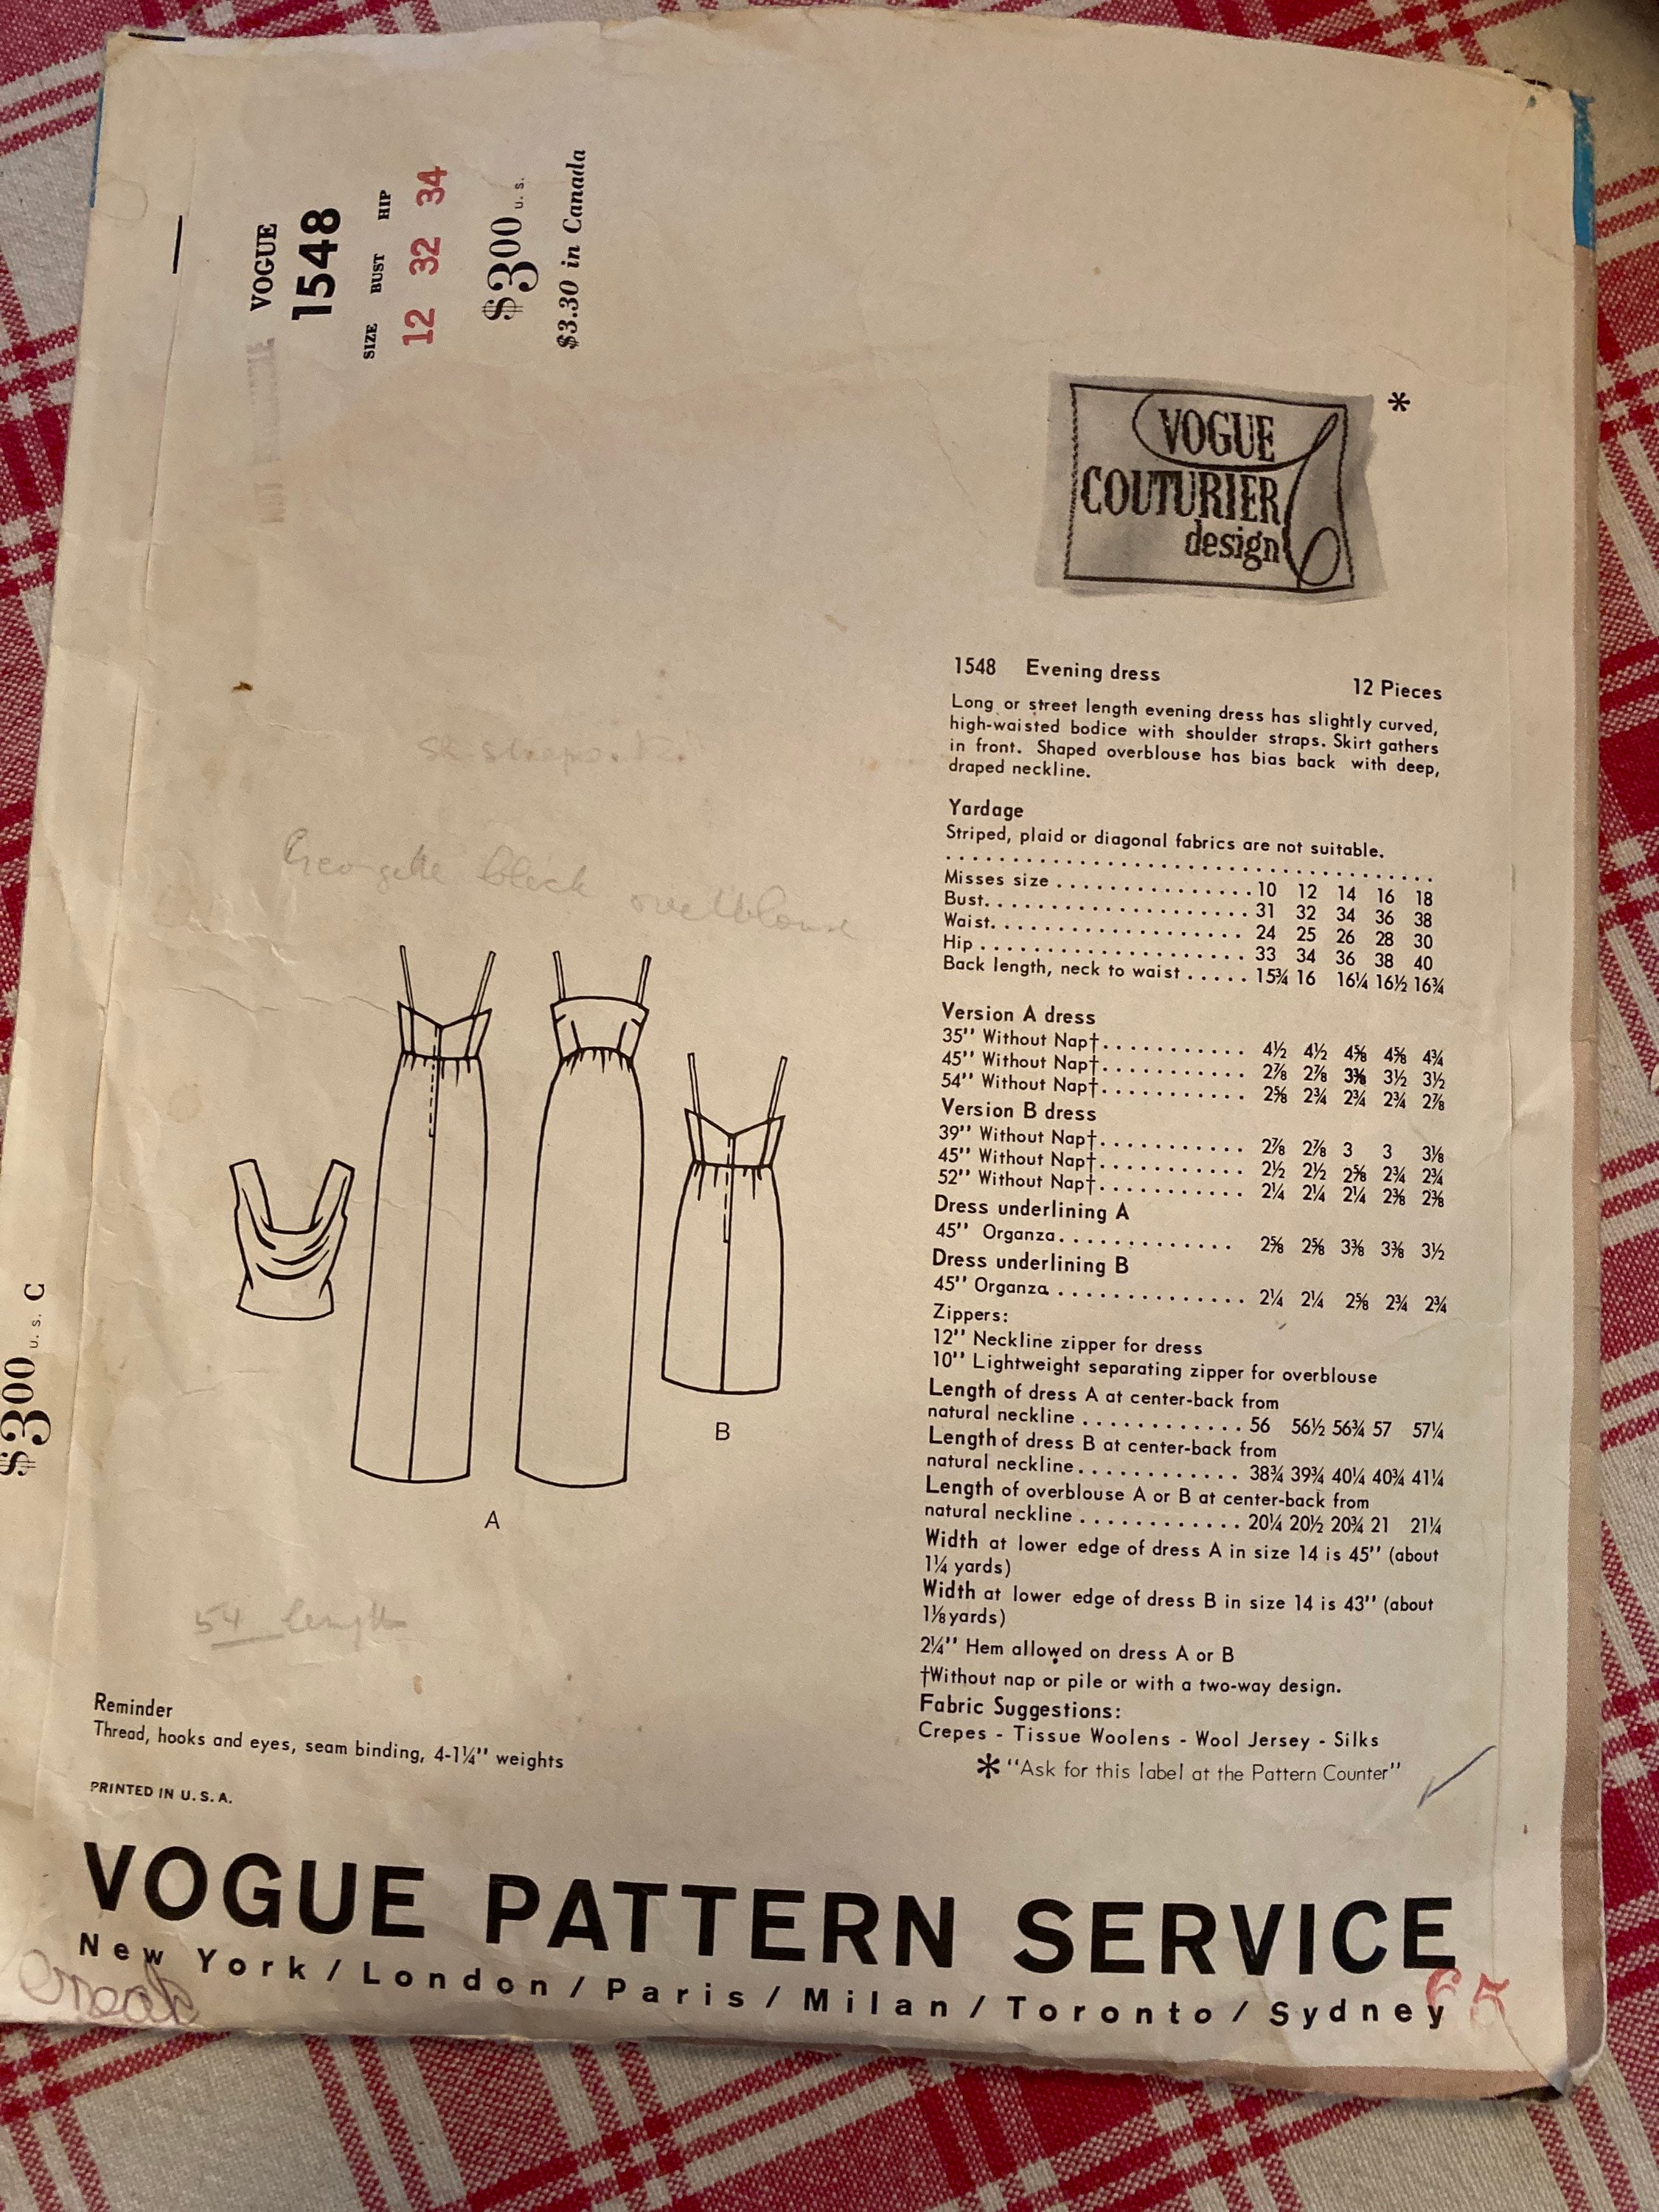 VOGUE
1548
SIZE BUST HIP
12 32 34
$3.00 U. S.
$3.30 in Canada
VOGUE
COUTURIER
design
*
1548 Evening dress
12 Pieces
Long or street length evening dress has slightly curved,
high-waisted bodice with shoulder straps. Skirt gathers
in front. Shaped overblouse has bias back with deep,
draped neckline.
Georgette black overblouse
Yardage
Striped, plaid or diagonal fabrics are not suitable.
Misses size 10 12 14 16 18
Bust 31 32 34 36 38
Waist 24 25 26 28 30
Hip 33 34 36 38 40
Back length, neck to waist 15¾ 16 16¼ 16½ 16¾
Version A dress
35'' Without Nap† 4½ 4½ 4⅝ 4⅝ 4¾
45'' Without Nap† 2⅞ 2⅞ 3⅜ 3½ 3½
54'' Without Nap† 2⅝ 2¾ 2¾ 2¾ 2⅞
Version B dress
39'' Without Nap† 2⅞ 2⅞ 3 3 3⅛
45'' Without Nap† 2½ 2½ 2⅝ 2¾ 2¾
52'' Without Nap† 2¼ 2¼ 2¼ 2⅜ 2⅜
Dress underlining A
45'' Organza 2⅝ 2⅝ 3⅜ 3⅜ 3½
Dress underlining B
45'' Organza 2¼ 2¼ 2⅝ 2¾ 2¾
Zippers:
12'' Neckline zipper for dress
10'' Lightweight separating zipper for overblouse
Length of dress A at center-back from
natural neckline 56 56½ 56¾ 57 57¼
Length of dress B at center-back from
natural neckline 38¾ 39¾ 40¼ 40¾ 41¼
Length of overblouse A or B at center-back from
natural neckline 20¼ 20½ 20¾ 21 21¼
Width at lower edge of dress A in size 14 is 45'' (about
1¼ yards)
Width at lower edge of dress B in size 14 is 43'' (about
1⅛ yards)
2¼'' Hem allowed on dress A or B
†Without nap or pile or with a two-way design.
Fabric Suggestions:
Crepes - Tissue Woolens - Wool Jersey - Silks
* "Ask for this label at the Pattern Counter"
A
B
$3.00 U. S. C
54 length
Reminder
Thread, hooks and eyes, seam binding, 4-1¼'' weights
PRINTED IN U. S. A.
VOGUE PATTERN SERVICE
New York / London / Paris / Milan / Toronto / Sydney
65